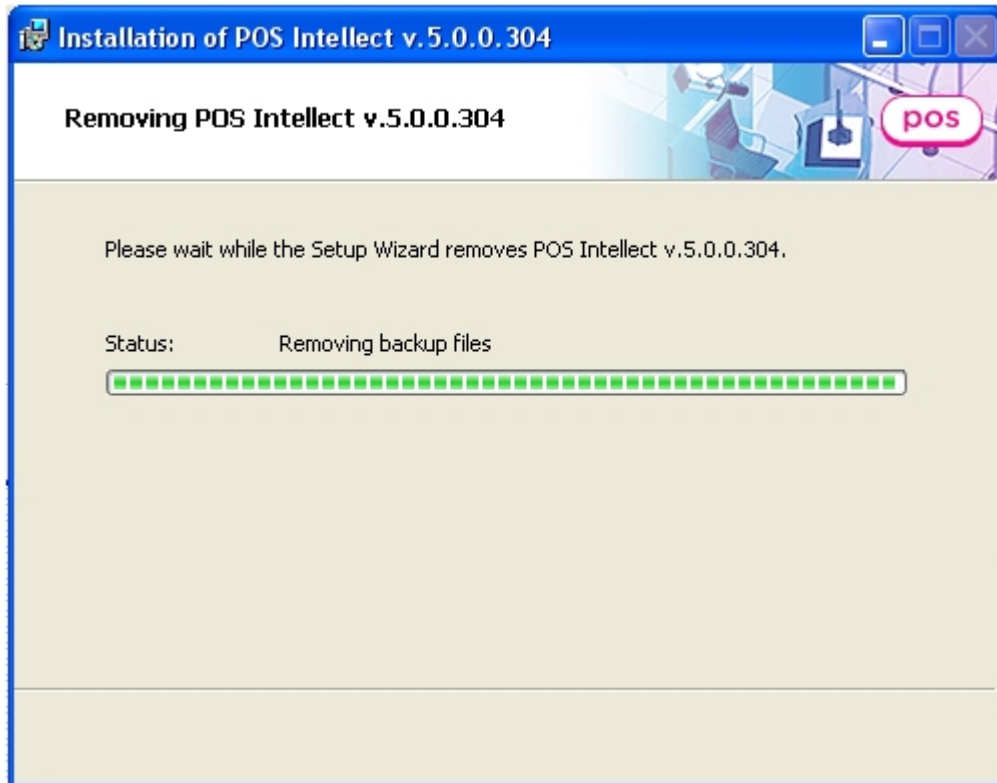 Installation of POS Intellect v.5.0.0.304
Removing POS Intellect v.5.0.0.304
pos
Please wait while the Setup Wizard removes POS Intellect v.5.0.0.304.
Status: Removing backup files